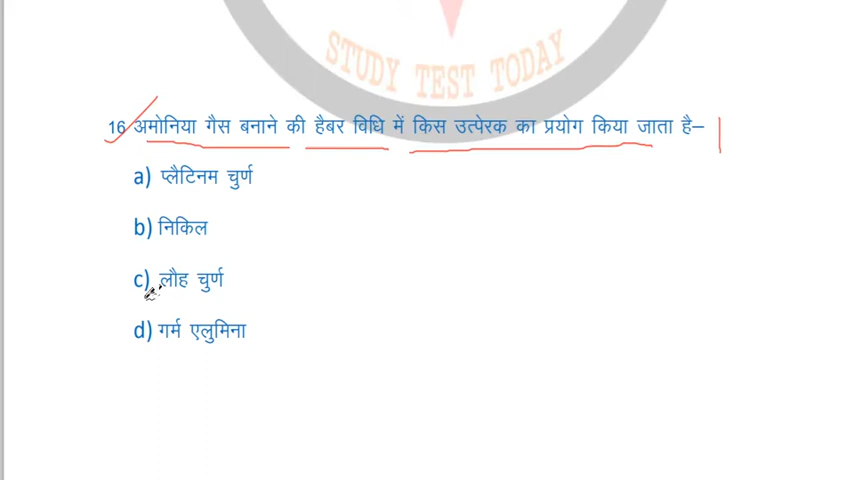 STUDY TEST TODAY
16 अमोनिया गैस बनाने की हैबर विधि में किस उत्पेरक का प्रयोग किया जाता है–
a) प्लैटिनम चुर्ण
b) निकिल
c) लौह चुर्ण
d) गर्म एलुमिना